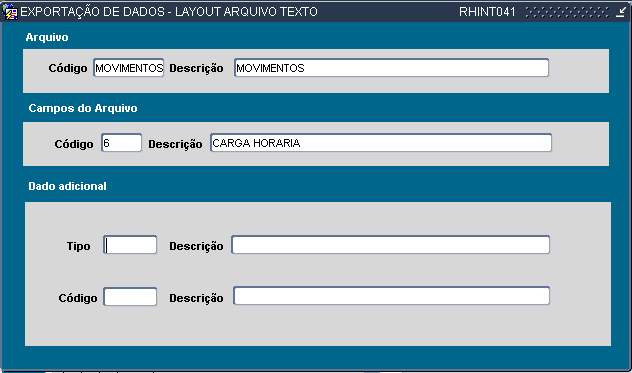 EXPORTAÇÃO DE DADOS - LAYOUT ARQUIVO TEXTO RHINT041
Arquivo
Código MOVIMENTOS Descrição MOVIMENTOS
Campos do Arquivo
Código 6 Descrição CARGA HORARIA
Dado adicional
Tipo Descrição
Código Descrição